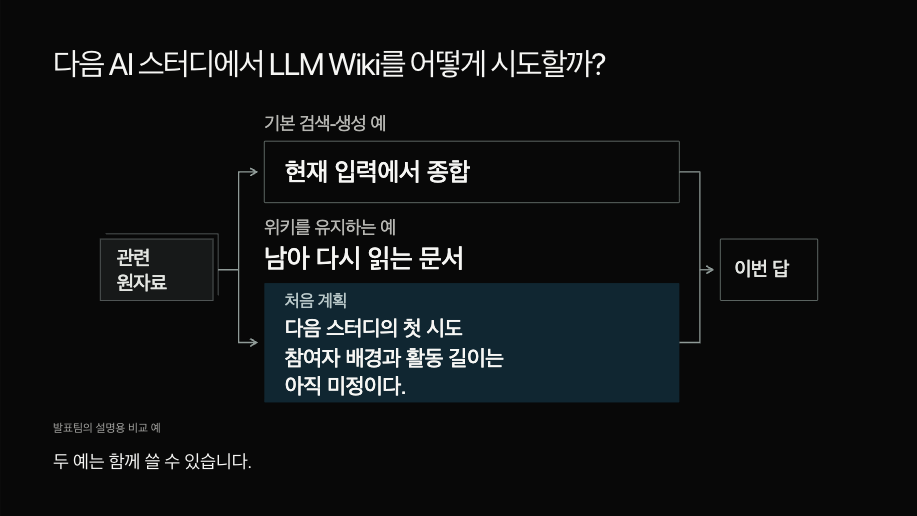 다음 AI 스터디에서 LLM Wiki를 어떻게 시도할까?
기본 검색-생성 예
현재 입력에서 종합
위키를 유지하는 예
남아 다시 읽는 문서
관련
원자료
이번 답
처음 계획
다음 스터디의 첫 시도
참여자 배경과 활동 길이는
아직 미정이다.
발표팀의 설명용 비교 예
두 예는 함께 쓸 수 있습니다.